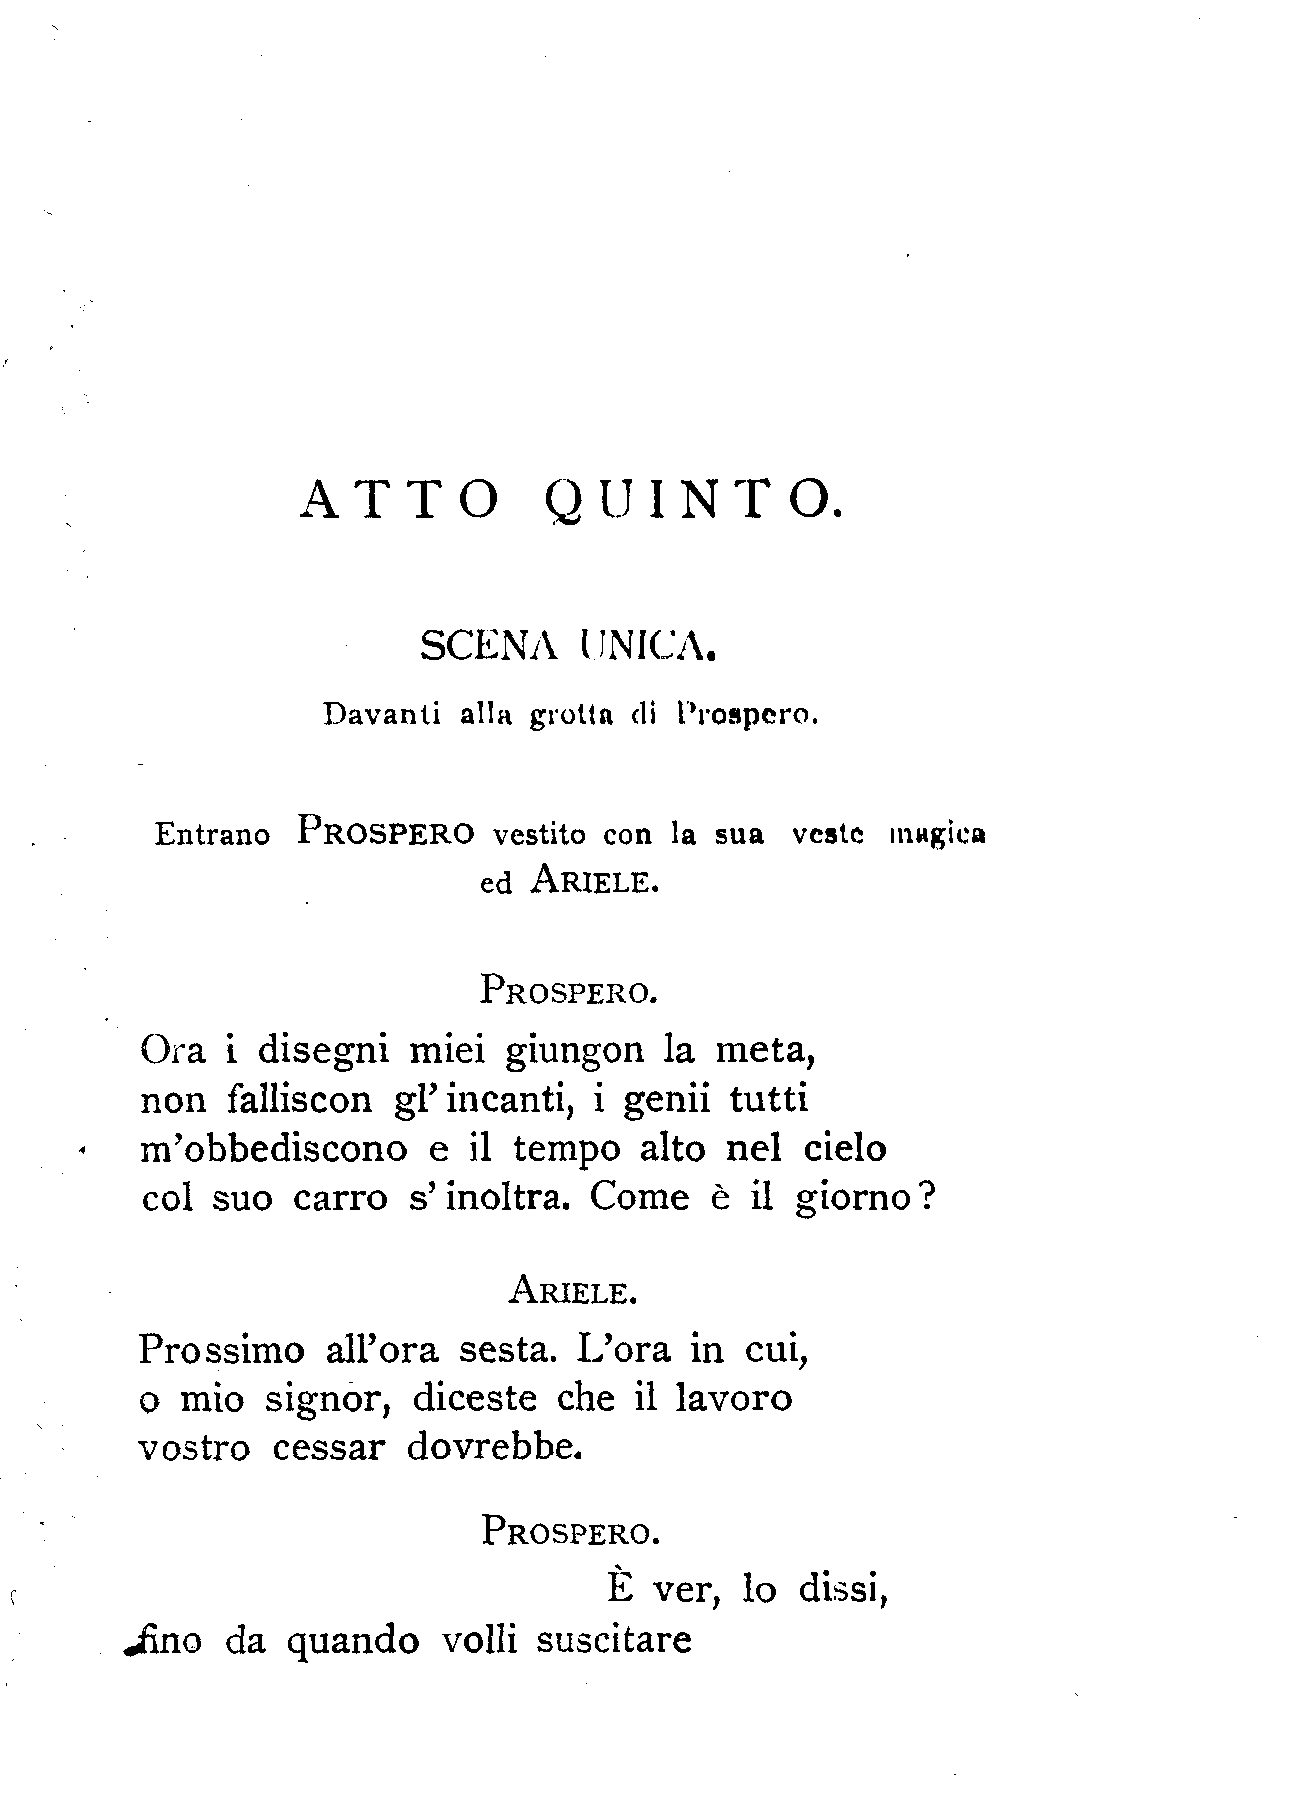 ATTO QUINTO.
SCENA UNICA.
Davanti alla grotta di Prospero.
Entrano PROSPERO vestito con la sua veste magica
ed ARIELE.
PROSPERO.
Ora i disegni miei giungon la meta,
non falliscon gl' incanti, i genii tutti
m'obbediscono e il tempo alto nel cielo
col suo carro s' inoltra. Come è il giorno?
ARIELE.
Prossimo all'ora sesta. L'ora in cui,
o mio signor, diceste che il lavoro
vostro cessar dovrebbe.
PROSPERO.
È ver, lo dissi,
fino da quando volli suscitare